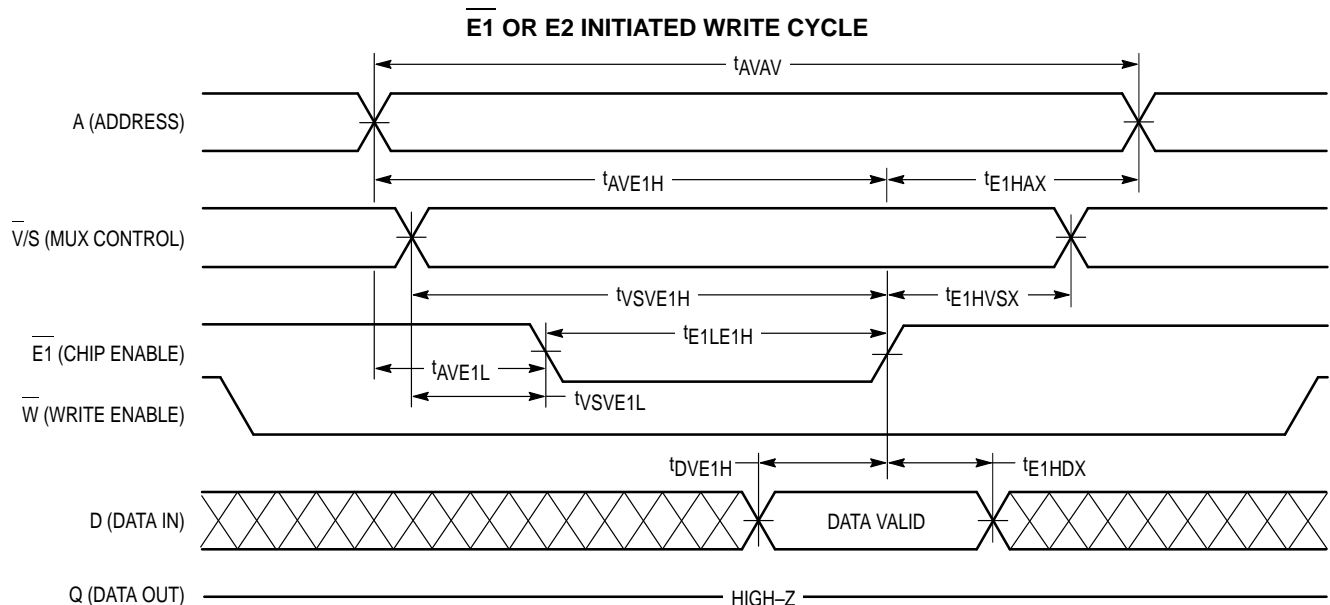 E1 OR E2 INITIATED WRITE CYCLE
tAVAV
A (ADDRESS)
tAVE1H
tE1HAX
V/S (MUX CONTROL)
tVSVE1H
tE1HVSX
tE1LE1H
E1 (CHIP ENABLE)
tAVE1L
tVSVE1L
W (WRITE ENABLE)
tDVE1H
tE1HDX
D (DATA IN)
DATA VALID
Q (DATA OUT)
HIGH–Z